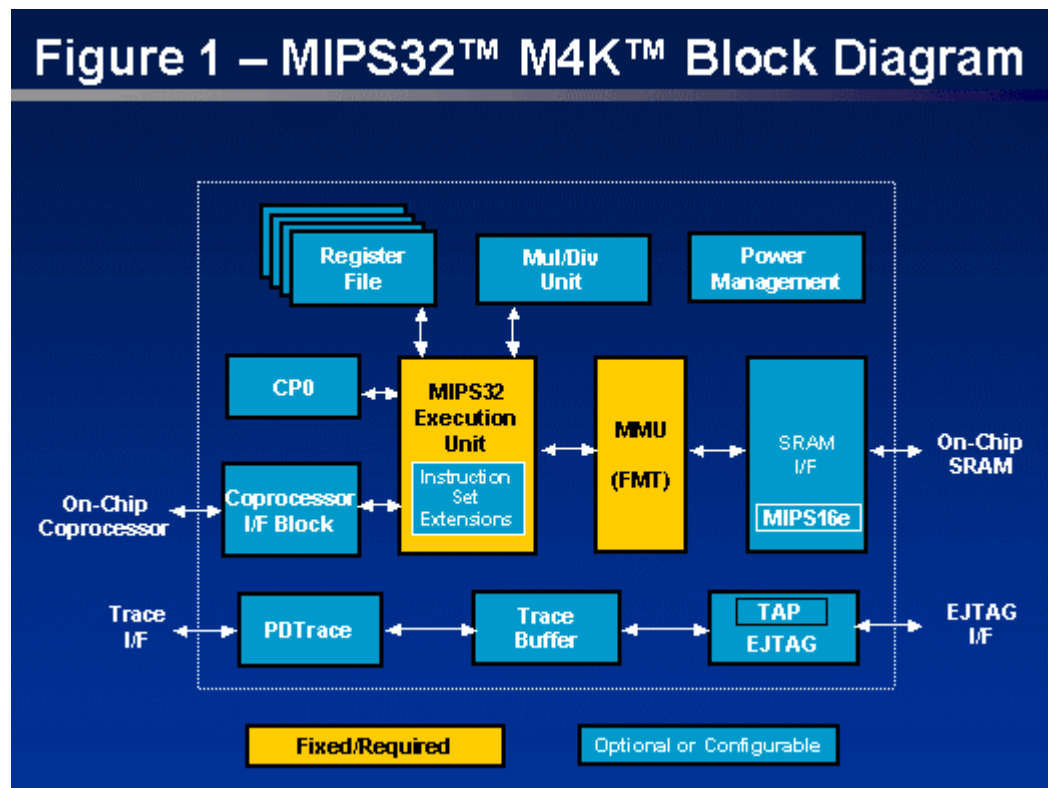 Figure 1 – MIPS32™ M4K™ Block Diagram
Register
File
Mul/Div
Unit
Power
Management
CP0
MIPS32
Execution
Unit
Instruction
Set
Extensions
MMU
(FMT)
SRAM
I/F
MIPS16e
On-Chip
SRAM
On-Chip
Coprocessor
Coprocessor
I/F Block
Trace
I/F
PDTrace
Trace
Buffer
TAP
EJTAG
EJTAG
I/F
Fixed/Required
Optional or Configurable